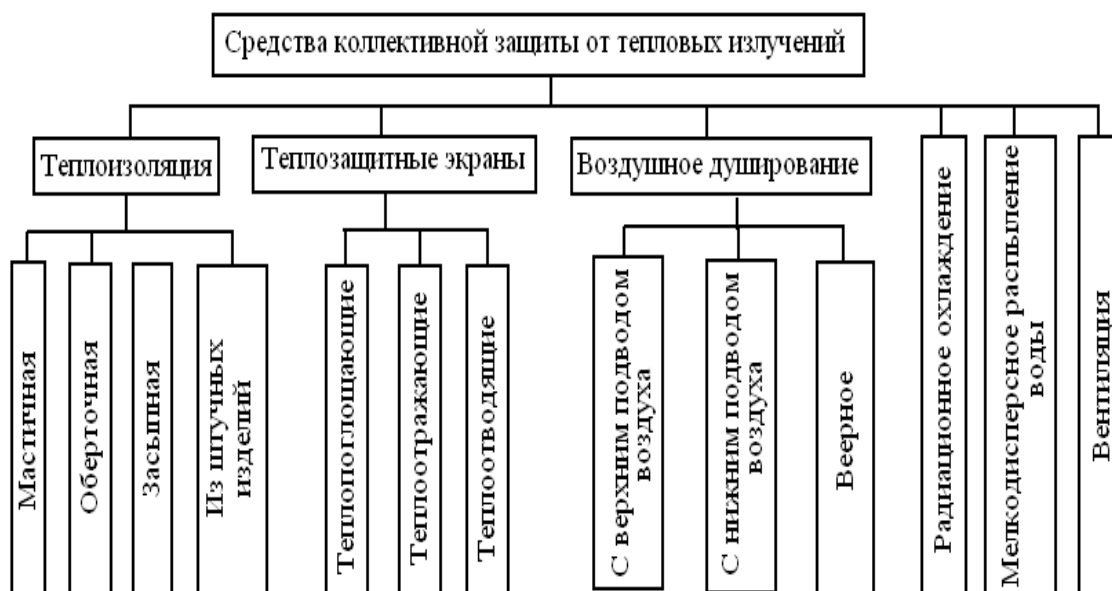 Средства коллективной защиты от тепловых излучений
Теплоизоляция
Теплозащитные экраны
Воздушное душирование
Мастичная
Оберточная
Засыпная
Из штучных
изделий
Теплопоглощающие
Теплоотражающие
Теплоотводящие
С верхним подводом
воздуха
С нижним подводом
воздуха
Веерное
Радиационное охлаждение
Мелкодисперсное распыление
воды
Вентиляция